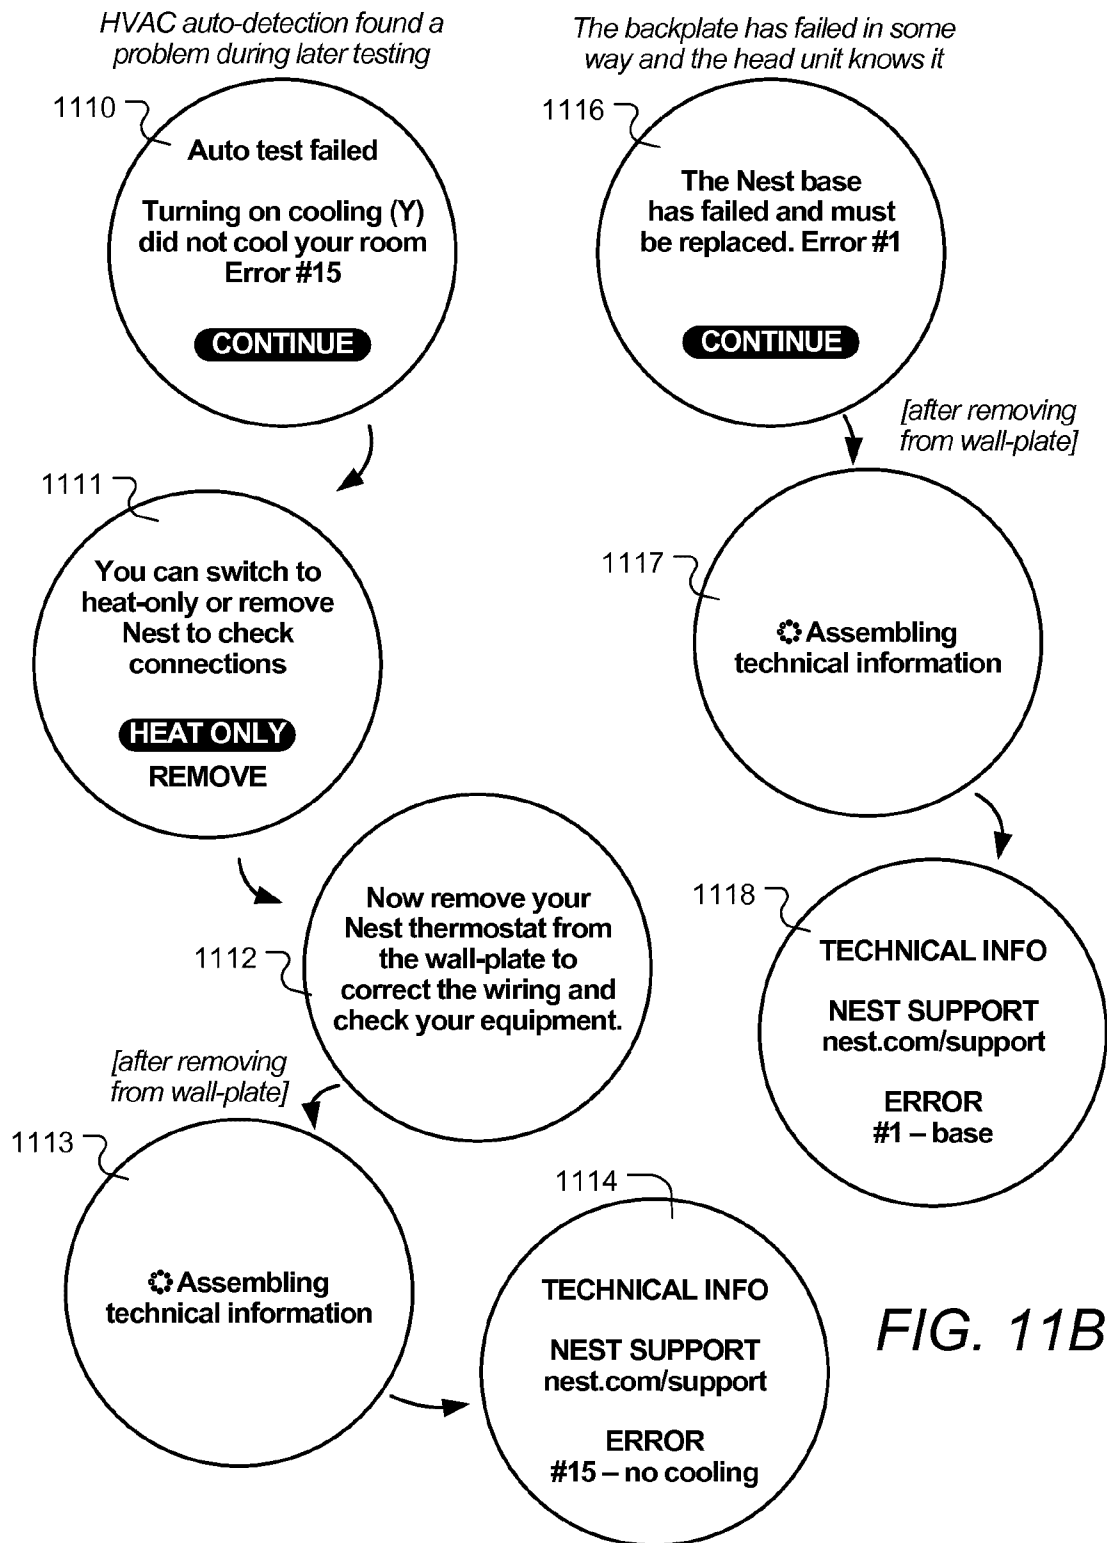 HVAC auto-detection found a
problem during later testing
1110
Auto test failed
Turning on cooling (Y)
did not cool your room
Error #15
CONTINUE
1111
You can switch to
heat-only or remove
Nest to check
connections
HEAT ONLY
REMOVE
1112
Now remove your
Nest thermostat from
the wall-plate to
correct the wiring and
check your equipment.
[after removing
from wall-plate]
1113
Assembling
technical information
1114
TECHNICAL INFO
NEST SUPPORT
nest.com/support
ERROR
#15 – no cooling
The backplate has failed in some
way and the head unit knows it
1116
The Nest base
has failed and must
be replaced. Error #1
CONTINUE
[after removing
from wall-plate]
1117
Assembling
technical information
1118
TECHNICAL INFO
NEST SUPPORT
nest.com/support
ERROR
#1 – base
FIG. 11B